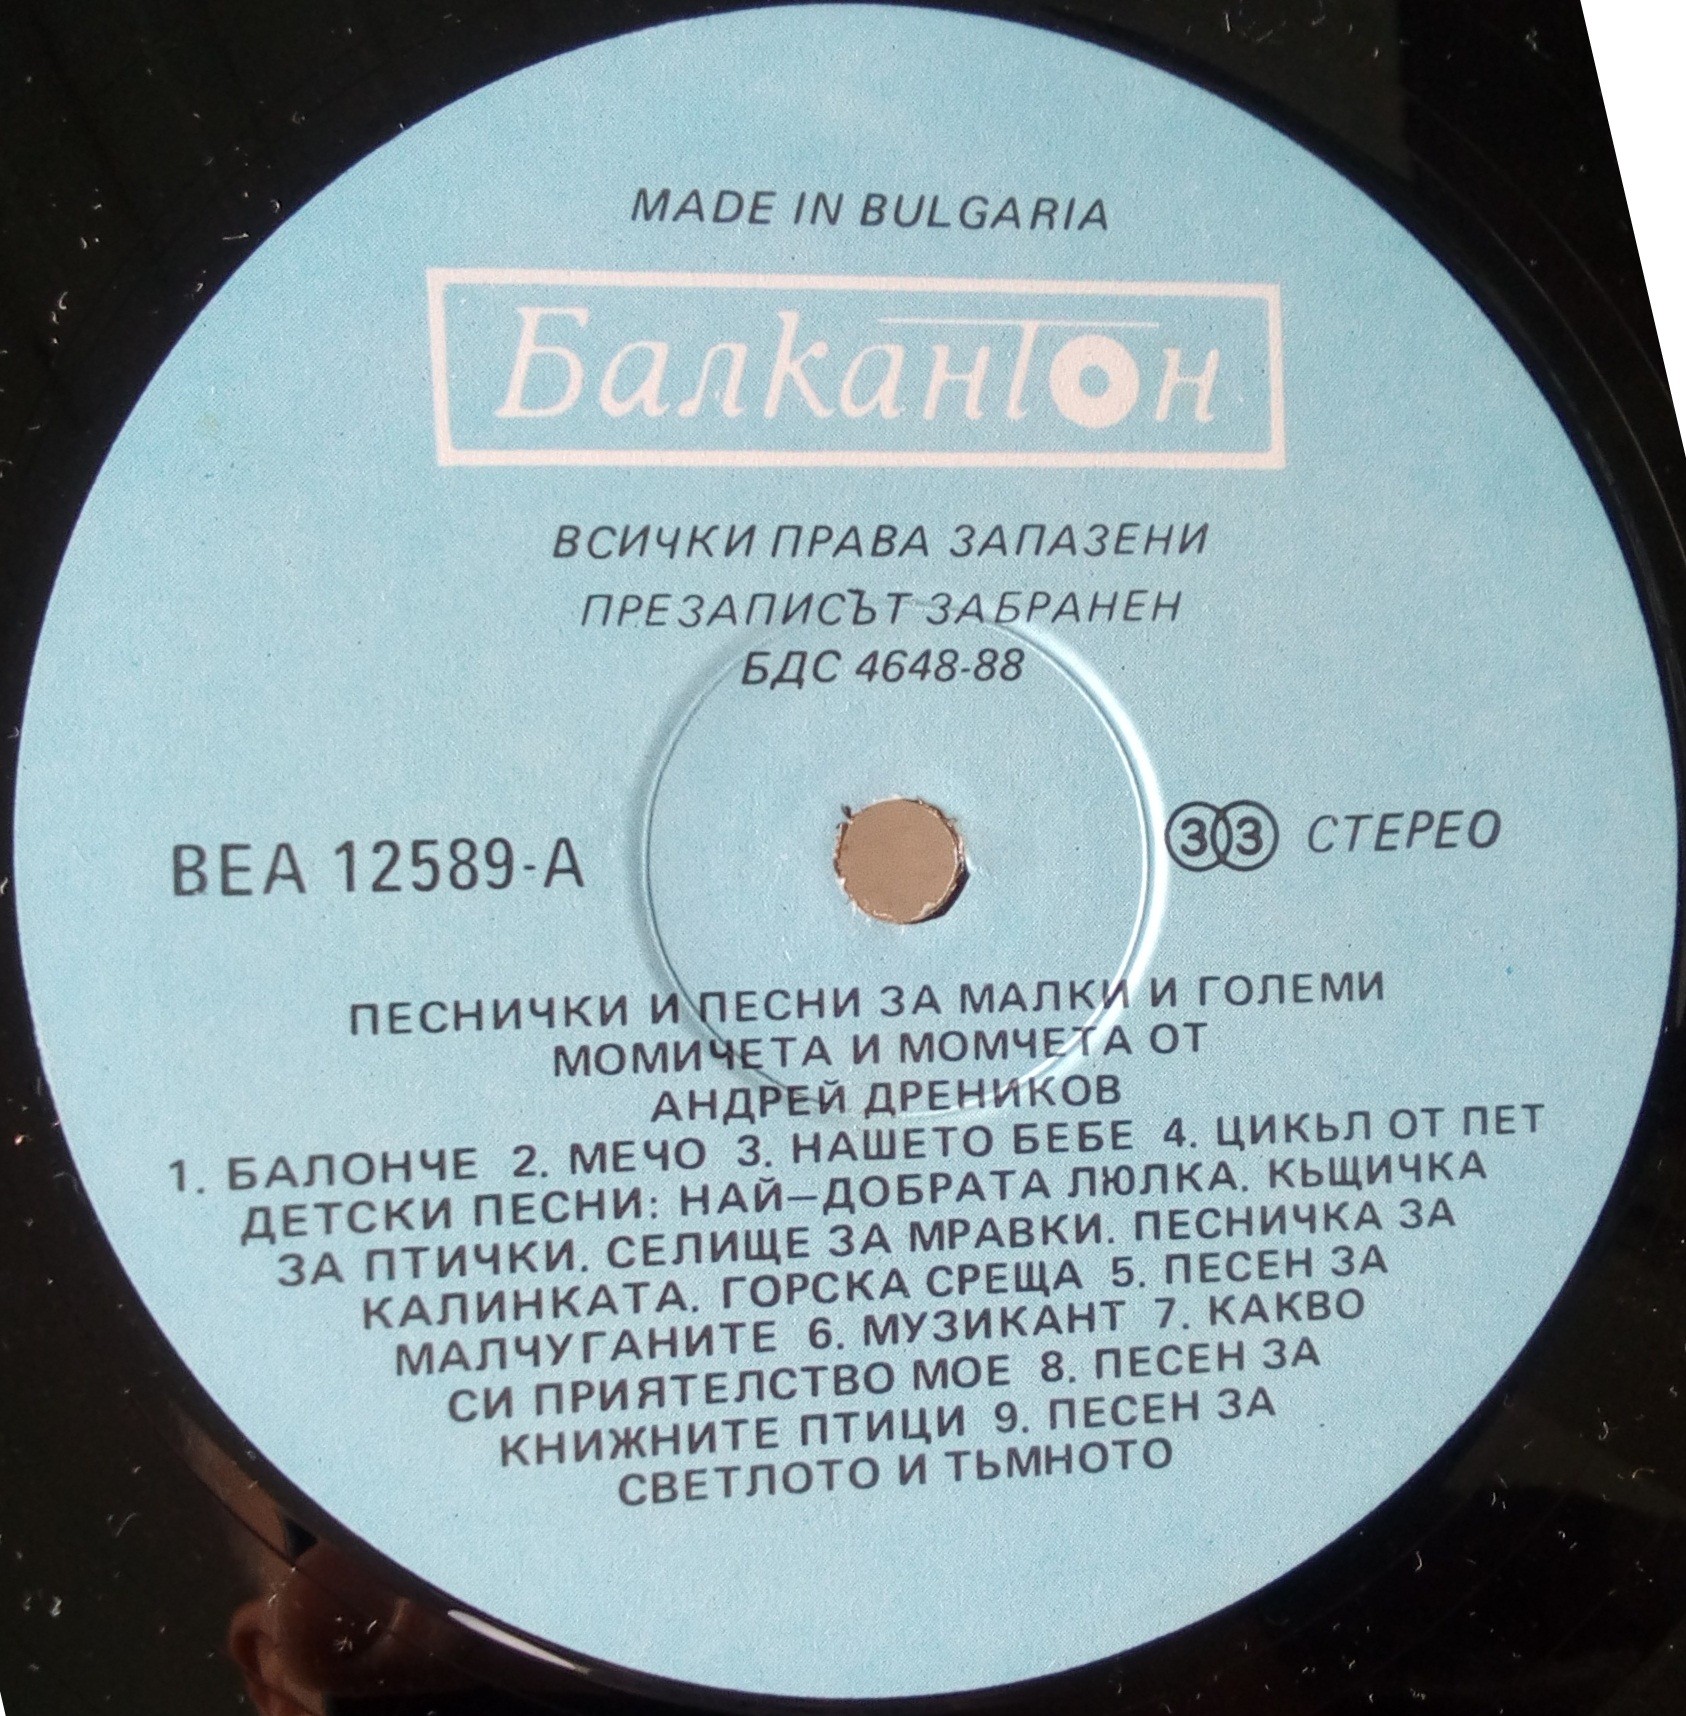 MADE IN BULGARIA
Балкантон
ВСИЧКИ ПРАВА ЗАПАЗЕНИ
ПРЕЗАПИСЪТ ЗАБРАНЕН
БДС 4648-88
ВЕА 12589-А
33 СТЕРЕО
ПЕСНИЧКИ И ПЕСНИ ЗА МАЛКИ И ГОЛЕМИ
МОМИЧЕТА И МОМЧЕТА ОТ
АНДРЕЙ ДРЕНИКОВ
1. БАЛОНЧЕ 2. МЕЧО 3. НАШЕТО БЕБЕ 4. ЦИКЬЛ ОТ ПЕТ
ДЕТСКИ ПЕСНИ: НАЙ—ДОБРАТА ЛЮЛКА. КЬЩИЧКА
ЗА ПТИЧКИ. СЕЛИЩЕ ЗА МРАВКИ. ПЕСНИЧКА ЗА
КАЛИНКАТА. ГОРСКА СРЕЩА 5. ПЕСЕН ЗА
МАЛЧУГАНИТЕ 6. МУЗИКАНТ 7. КАКВО
СИ ПРИЯТЕЛСТВО МОЕ 8. ПЕСЕН ЗА
КНИЖНИТЕ ПТИЦИ 9. ПЕСЕН ЗА
СВЕТЛОТО И ТЬМНОТО